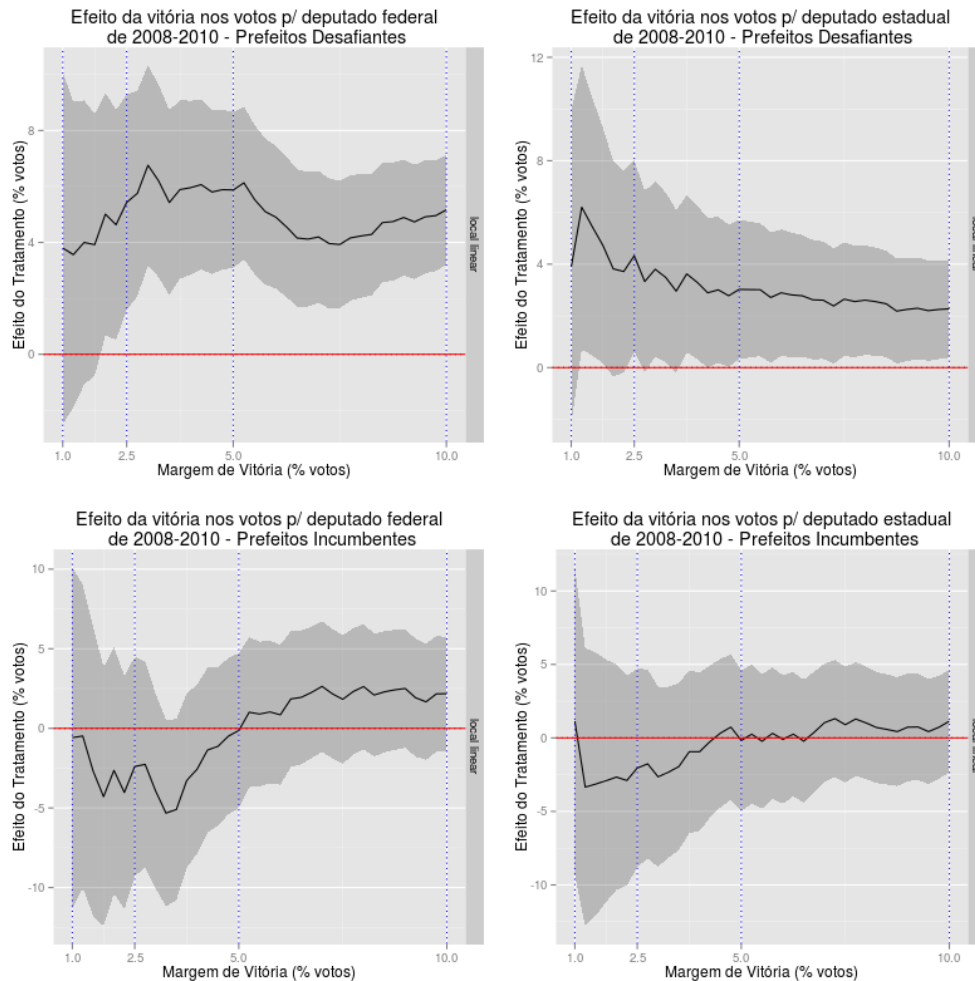 Efeito da vitória nos votos p/ deputado federal
de 2008-2010 - Prefeitos Desafiantes
Efeito do Tratamento (% votos)
8
4
0
local linear
1.0 2.5 5.0 10.0
Margem de Vitória (% votos)
Efeito da vitória nos votos p/ deputado estadual
de 2008-2010 - Prefeitos Desafiantes
Efeito do Tratamento (% votos)
12
8
4
0
1.0 2.5 5.0 10.0
Margem de Vitória (% votos)
Efeito da vitória nos votos p/ deputado federal
de 2008-2010 - Prefeitos Incumbentes
Efeito do Tratamento (% votos)
10
5
0
-5
-10
local linear
1.0 2.5 5.0 10.0
Margem de Vitória (% votos)
Efeito da vitória nos votos p/ deputado estadual
de 2008-2010 - Prefeitos Incumbentes
Efeito do Tratamento (% votos)
10
5
0
-5
-10
1.0 2.5 5.0 10.0
Margem de Vitória (% votos)